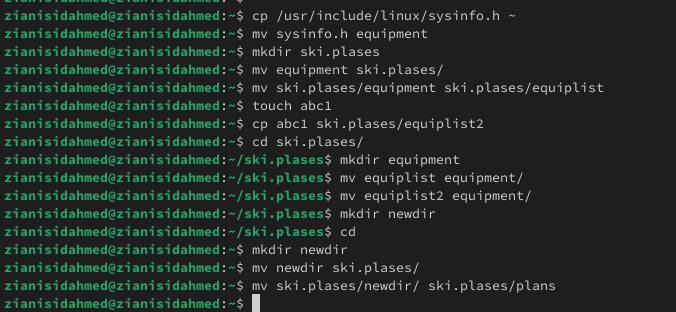 zianisidahmed@zianisidahmed:~$ cp /usr/include/linux/sysinfo.h ~
zianisidahmed@zianisidahmed:~$ mv sysinfo.h equipment
zianisidahmed@zianisidahmed:~$ mkdir ski.plases
zianisidahmed@zianisidahmed:~$ mv equipment ski.plases/
zianisidahmed@zianisidahmed:~$ mv ski.plases/equipment ski.plases/equiplist
zianisidahmed@zianisidahmed:~$ touch abc1
zianisidahmed@zianisidahmed:~$ cp abc1 ski.plases/equiplist2
zianisidahmed@zianisidahmed:~$ cd ski.plases/
zianisidahmed@zianisidahmed:~/ski.plases$ mkdir equipment
zianisidahmed@zianisidahmed:~/ski.plases$ mv equiplist equipment/
zianisidahmed@zianisidahmed:~/ski.plases$ mv equiplist2 equipment/
zianisidahmed@zianisidahmed:~/ski.plases$ mkdir newdir
zianisidahmed@zianisidahmed:~/ski.plases$ cd
zianisidahmed@zianisidahmed:~$ mkdir newdir
zianisidahmed@zianisidahmed:~$ mv newdir ski.plases/
zianisidahmed@zianisidahmed:~$ mv ski.plases/newdir/ ski.plases/plans
zianisidahmed@zianisidahmed:~$